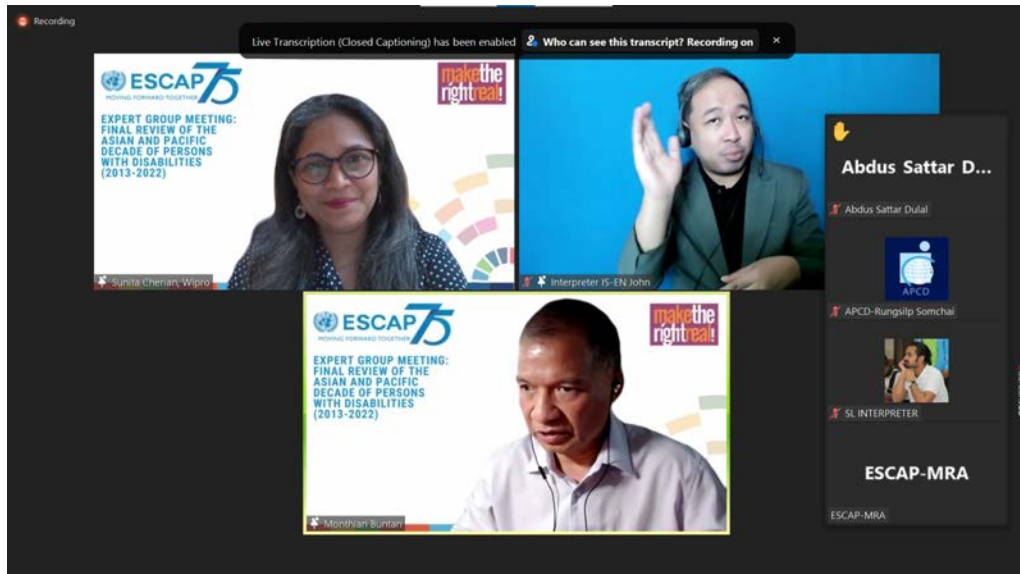 Recording
Live Transcription (Closed Captioning) has been enabled Who can see this transcript? Recording on
ESCAP 75
MOVING FORWARD TOGETHER
make the
right real!
EXPERT GROUP MEETING:
FINAL REVIEW OF THE
ASIAN AND PACIFIC
DECADE OF PERSONS
WITH DISABILITIES
(2013-2022)
Sunita Cherian, Wipro
Interpreter IS-EN John
Abdus Sattar D...
Abdus Sattar Dulal
APCD
APCD-Rungsilp Somchai
SL INTERPRETER
ESCAP-MRA
ESCAP-MRA
ESCAP 75
MOVING FORWARD TOGETHER
make the
right real!
EXPERT GROUP MEETING:
FINAL REVIEW OF THE
ASIAN AND PACIFIC
DECADE OF PERSONS
WITH DISABILITIES
(2013-2022)
Monthian Buntan